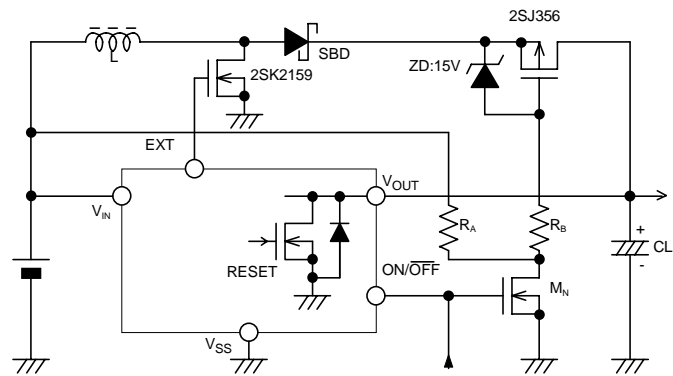 2SJ356
L
SBD
ZD:15V
2SK2159
EXT
VOUT
VIN
RA
RB
+
CL
-
RESET
ON/OFF
MN
VSS